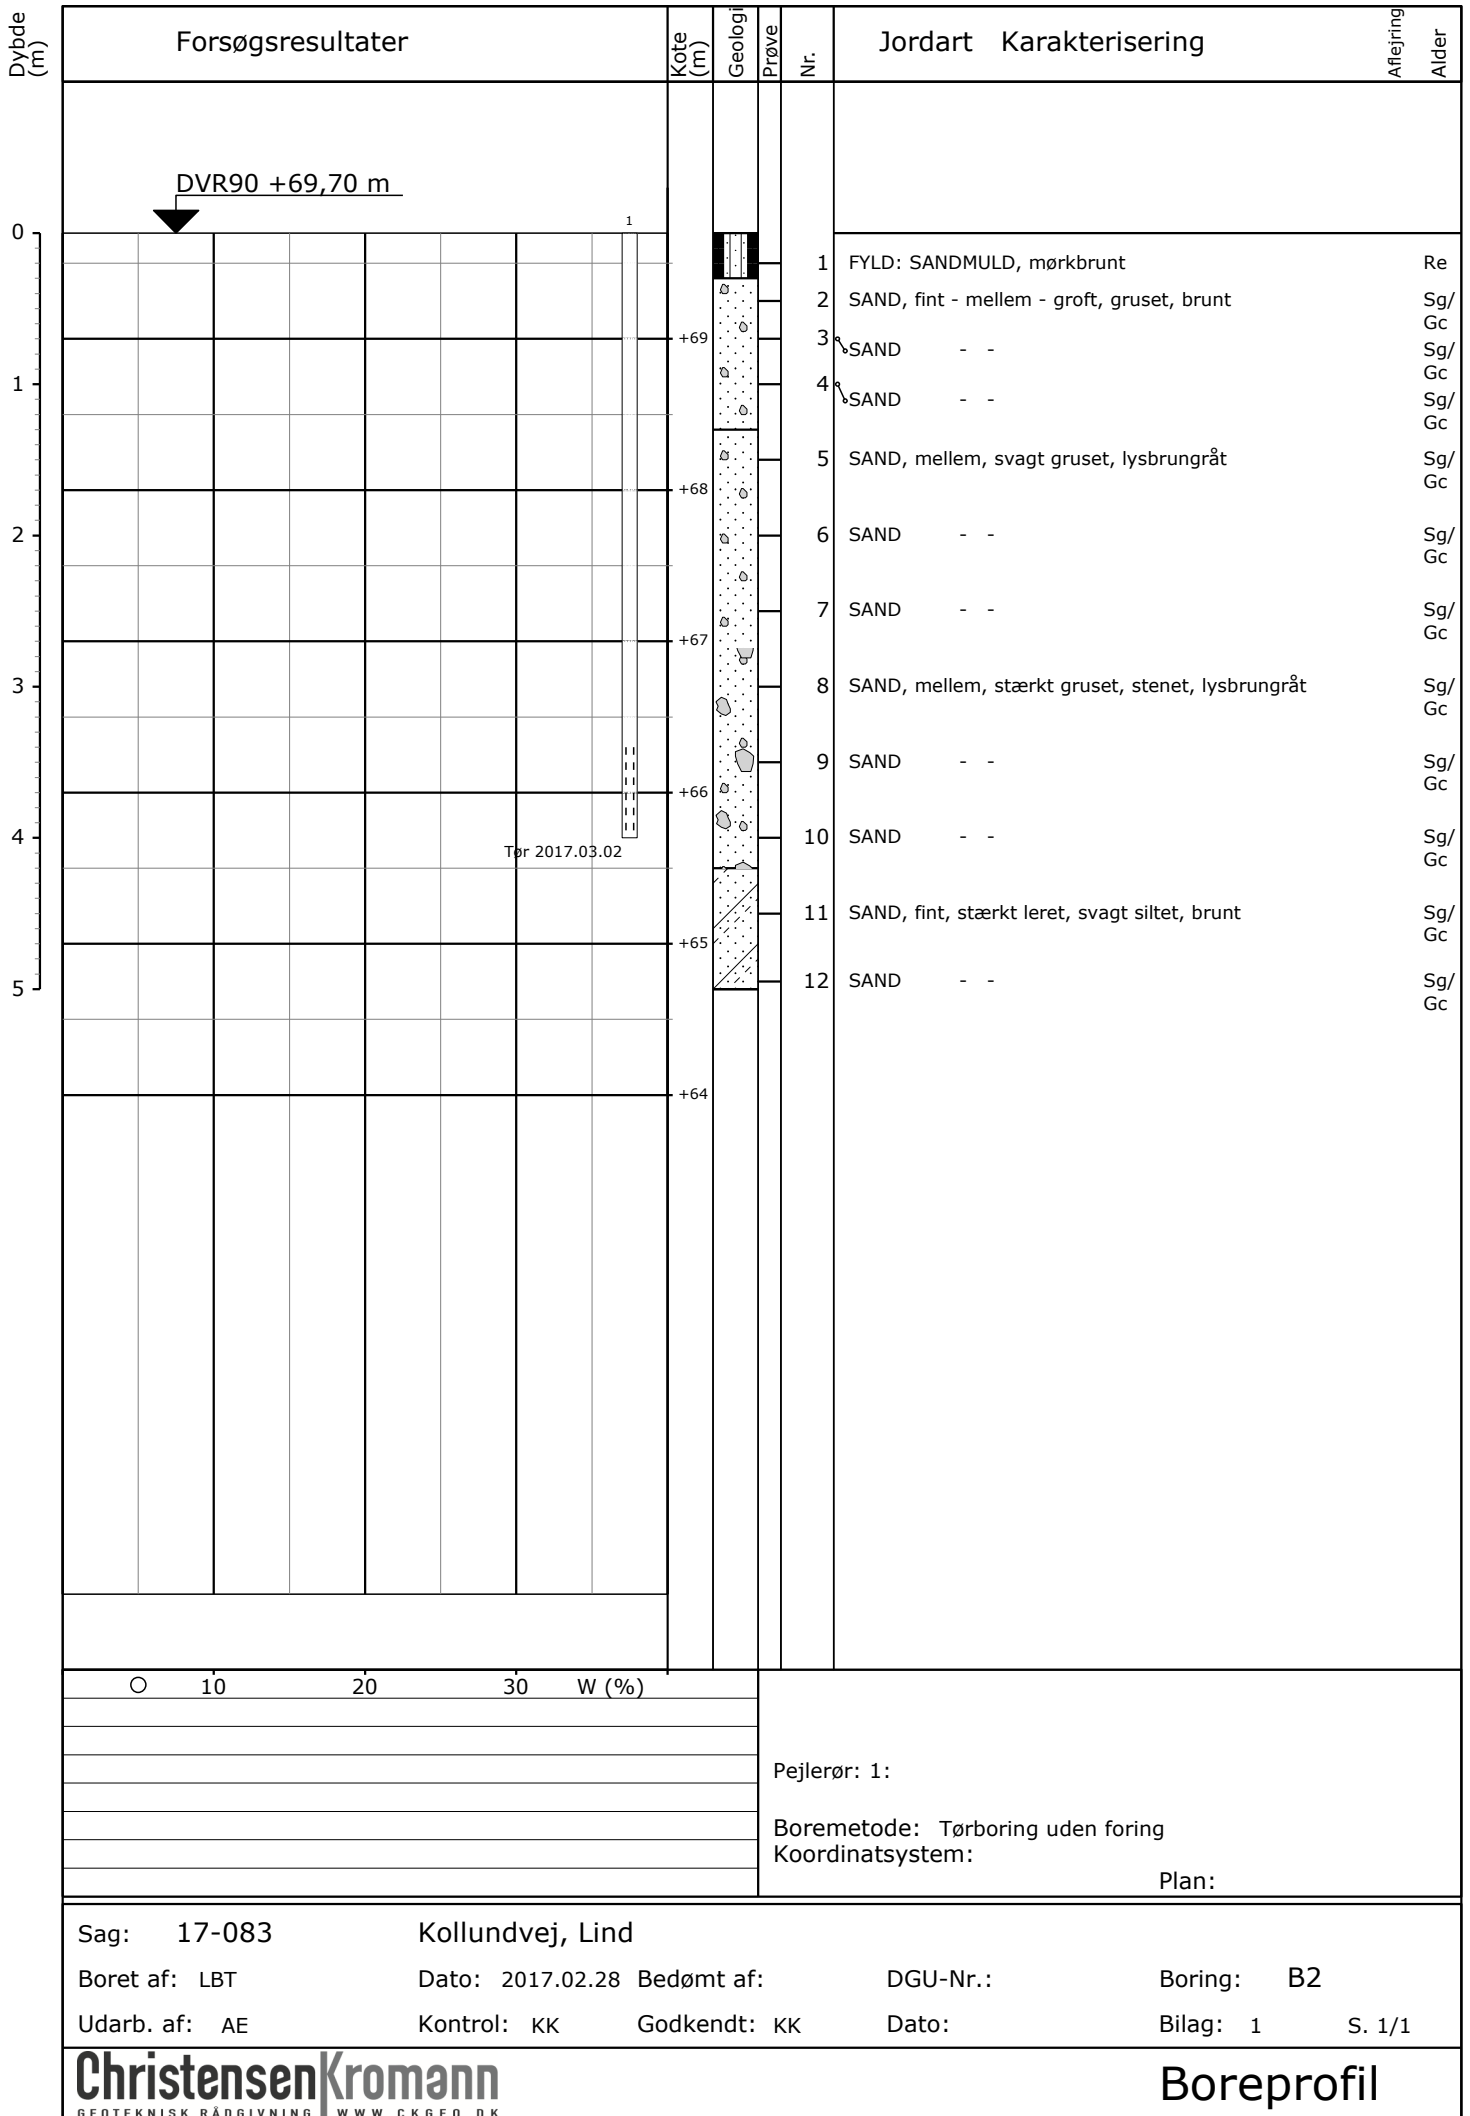 Dybde (m)
Forsøgsresultater
Kote (m)
Geologi
Prøve
Nr.
Jordart Karakterisering
Aflejring
Alder
DVR90 +69,70 m
1
0
1 FYLD: SANDMULD, mørkbrunt Re
2 SAND, fint - mellem - groft, gruset, brunt Sg/
Gc
+69 3 SAND - - Sg/
Gc
1 4 SAND - - Sg/
Gc
5 SAND, mellem, svagt gruset, lysbrungråt Sg/
Gc
+68
2 6 SAND - - Sg/
Gc
7 SAND - - Sg/
Gc
+67
3 8 SAND, mellem, stærkt gruset, stenet, lysbrungråt Sg/
Gc
9 SAND - - Sg/
Gc
+66
4 10 SAND - - Sg/
Gc
Tør 2017.03.02
11 SAND, fint, stærkt leret, svagt siltet, brunt Sg/
Gc
+65
5 12 SAND - - Sg/
Gc
+64
10 20 30 W (%)
Pejlerør: 1:
Boremetode: Tørboring uden foring
Koordinatsystem:
Plan:
Sag: 17-083 Kollundvej, Lind
Boret af: LBT Dato: 2017.02.28 Bedømt af: DGU-Nr.: Boring: B2
Udarb. af: AE Kontrol: KK Godkendt: KK Dato: Bilag: 1 S. 1/1
ChristensenKromann
GEOTEKNISK RÅDGIVNING WWW.CKGEO.DK
Boreprofil